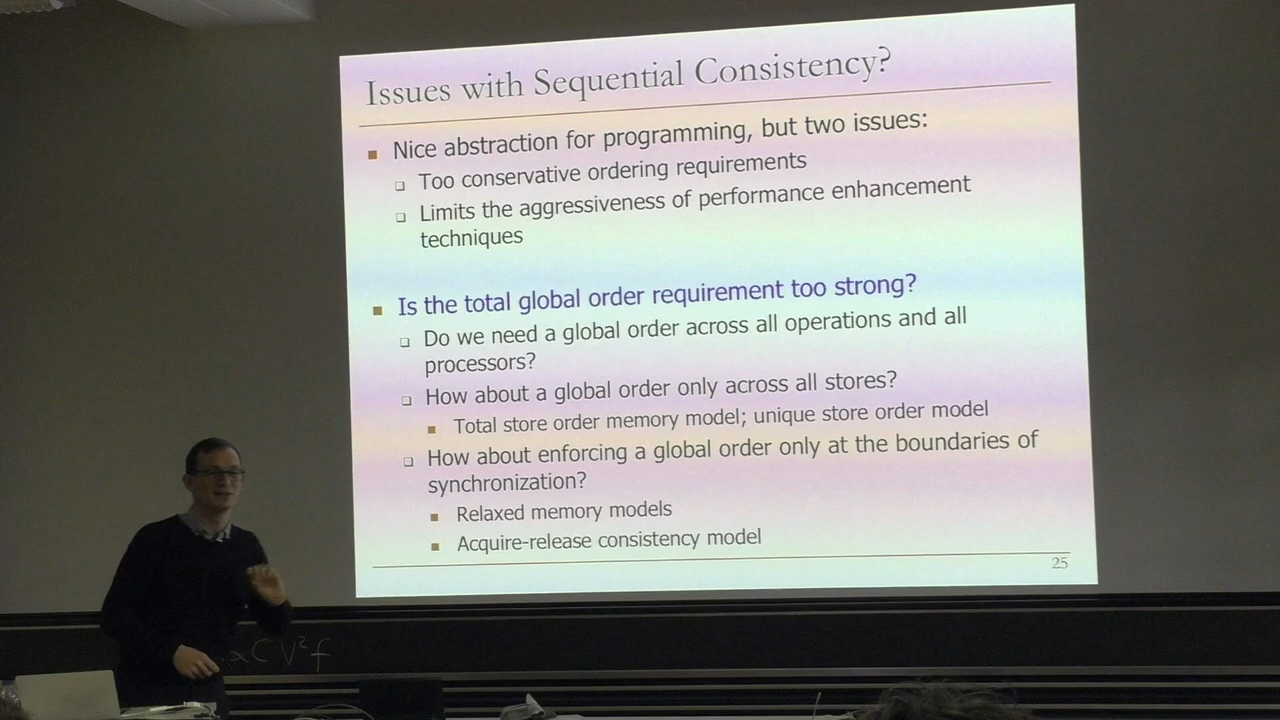 Issues with Sequential Consistency?
Nice abstraction for programming, but two issues:
Too conservative ordering requirements
Limits the aggressiveness of performance enhancement
techniques
Is the total global order requirement too strong?
Do we need a global order across all operations and all
processors?
How about a global order only across all stores?
Total store order memory model; unique store order model
How about enforcing a global order only at the boundaries of
synchronization?
Relaxed memory models
Acquire-release consistency model
25
CV²f